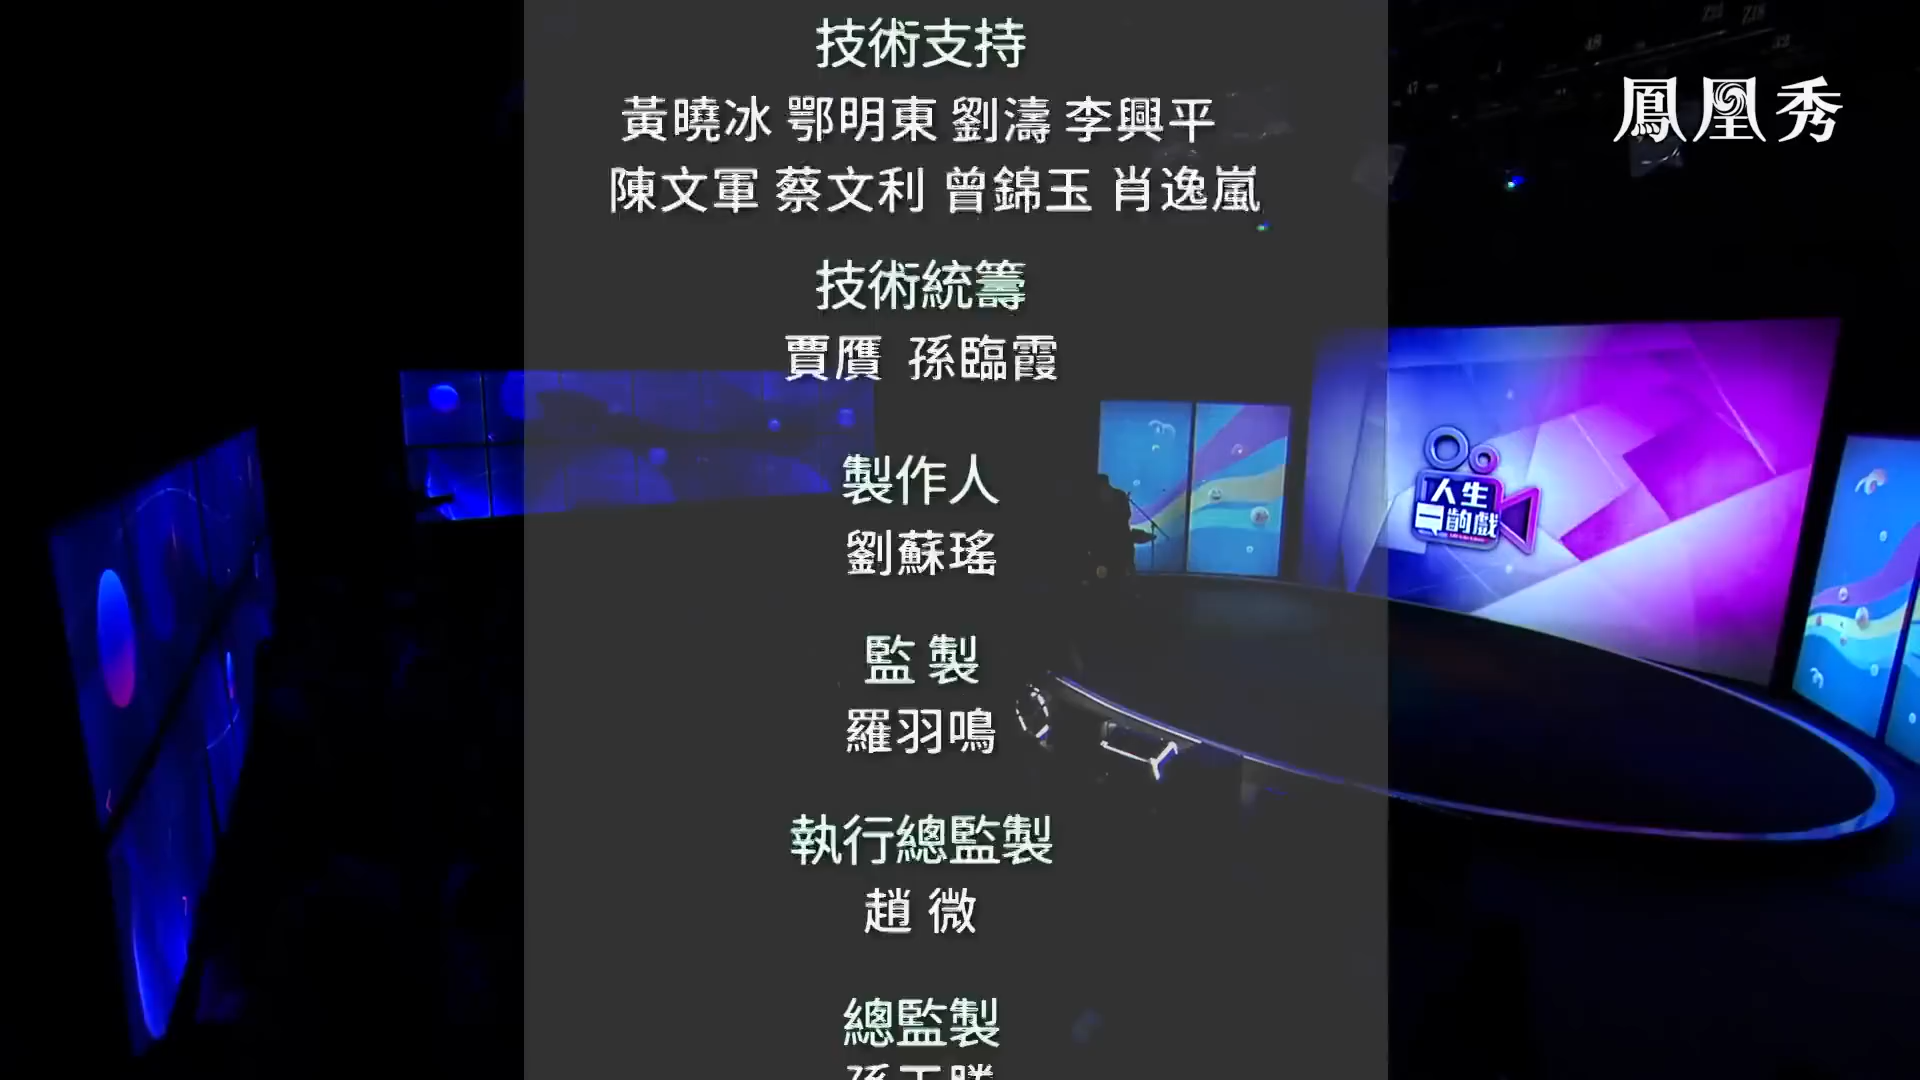 技術支持
黃曉冰 鄂明東 劉濤 李興平
陳文軍 蔡文利 曾錦玉 肖逸嵐
技術統籌
賈贋 孫臨霞
製作人
劉蘇瑤
監 製
羅羽鳴
執行總監製
趙 微
總監製
鳳凰秀
人生
一齣戲